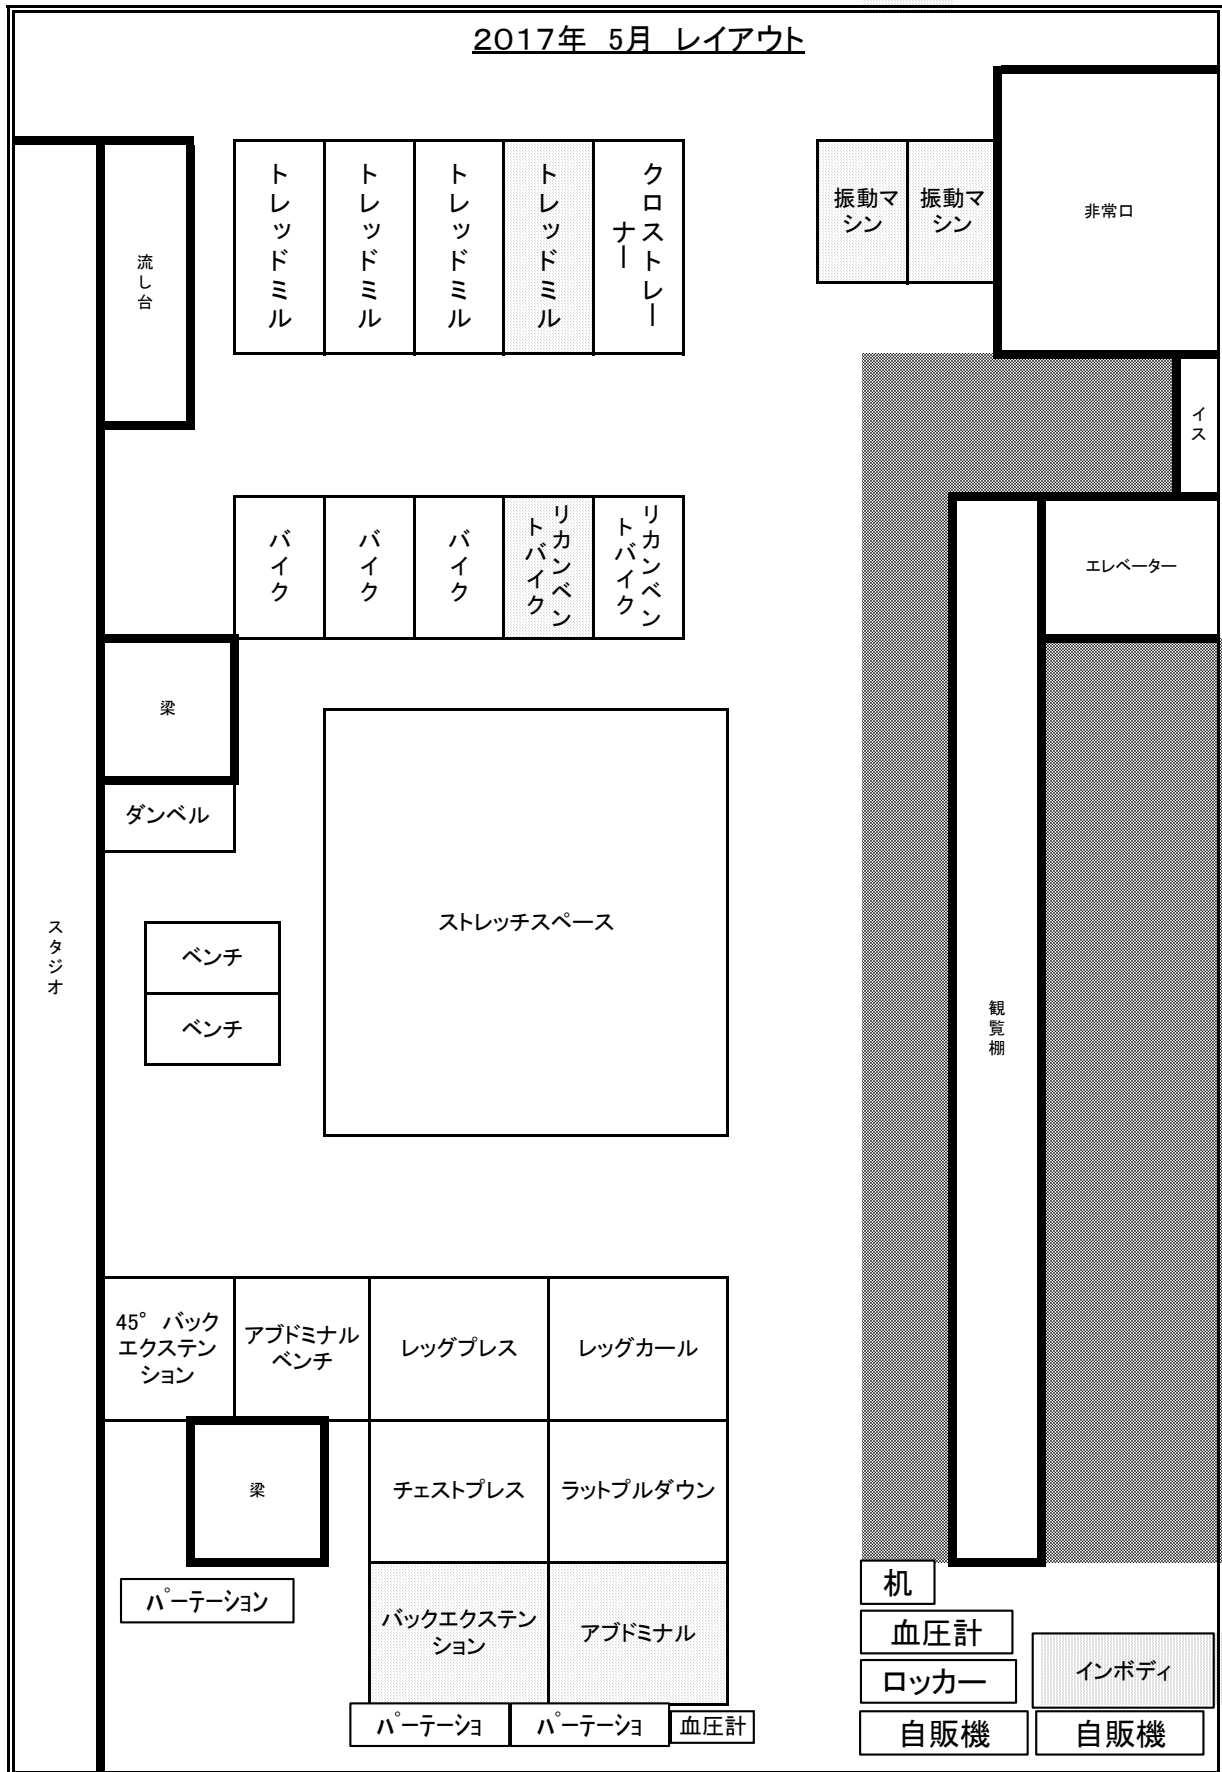 2017年 5月 レイアウト
トレッドミル
トレッドミル
トレッドミル
トレッドミル
クロストレー
ナー
振動マ
シン
振動マ
シン
非常口
流し台
イス
バイク
バイク
バイク
リカンベン
トバイク
リカンベン
トバイク
エレベーター
梁
ダンベル
ストレッチスペース
スタジオ
ベンチ
ベンチ
観覧棚
45° バック
エクステン
ション
アブドミナル
ベンチ
レッグプレス
レッグカール
梁
チェストプレス
ラットプルダウン
パーテーション
バックエクステン
ション
アブドミナル
机
血圧計
ロッカー
インボディ
パーテーショ
パーテーショ
血圧計
自販機
自販機